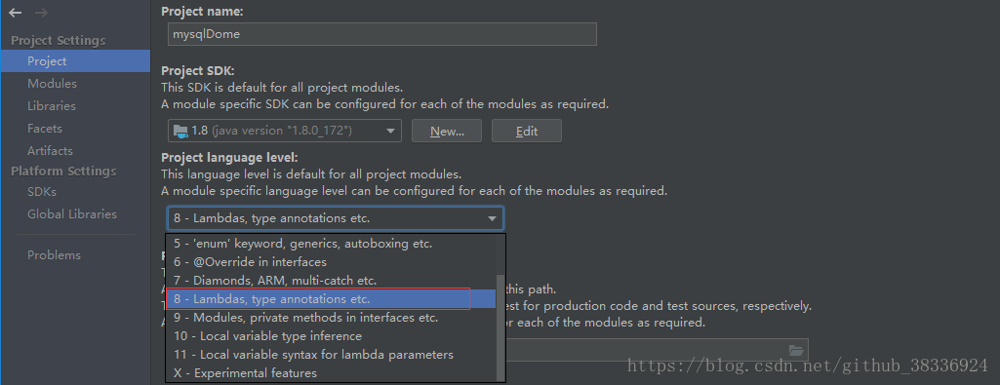 Project name:
mysqlDome
Project Settings
Project
Modules
Libraries
Facets
Artifacts
Platform Settings
SDKs
Global Libraries
Problems
Project SDK:
This SDK is default for all project modules.
A module specific SDK can be configured for each of the modules as required.
1.8 (java version "1.8.0_172")
New...
Edit
Project language level:
This language level is default for all project modules.
A module specific language level can be configured for each of the modules as required.
8 - Lambdas, type annotations etc.
5 - 'enum' keyword, generics, autoboxing etc.
6 - @Override in interfaces
7 - Diamonds, ARM, multi-catch etc.
8 - Lambdas, type annotations etc.
9 - Modules, private methods in interfaces etc.
10 - Local variable type inference
11 - Local variable syntax for lambda parameters
X - Experimental features
this path.
est for production code and test sources, respectively.
or each of the modules as required.
https://blog.csdn.net/github_38336924